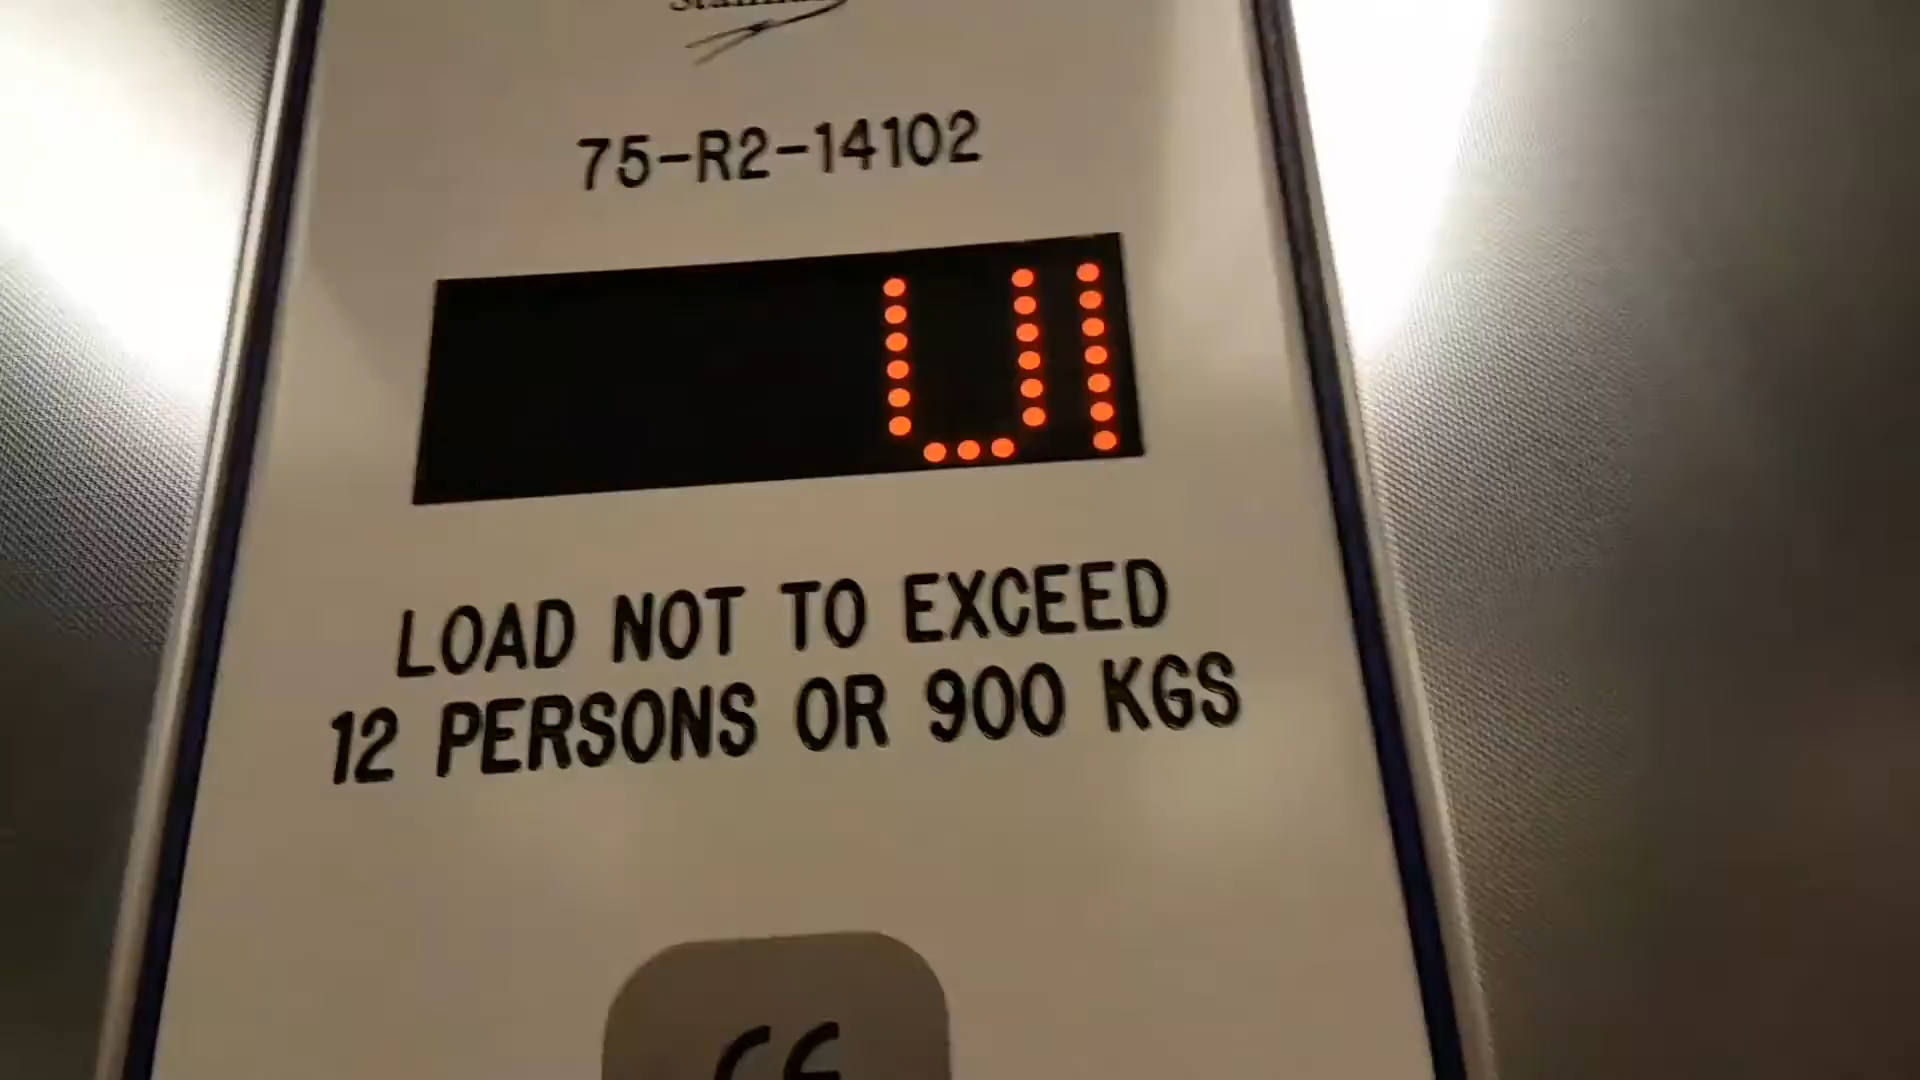 75-R2-14102
UI
LOAD NOT TO EXCEED
12 PERSONS OR 900 KGS
CE